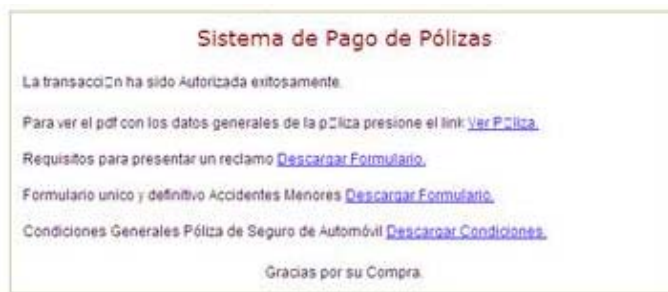 Sistema de Pago de Pólizas
La transacci□n ha sido Autorizada exitosamente.
Para ver el pdf con los datos generales de la p□liza presione el link Ver P□liza.
Requisitos para presentar un reclamo Descargar Formulario.
Formulario unico y definitivo Accidentes Menores Descargar Formulario.
Condiciones Generales Póliza de Seguro de Automóvil Descargar Condiciones.
Gracias por su Compra.